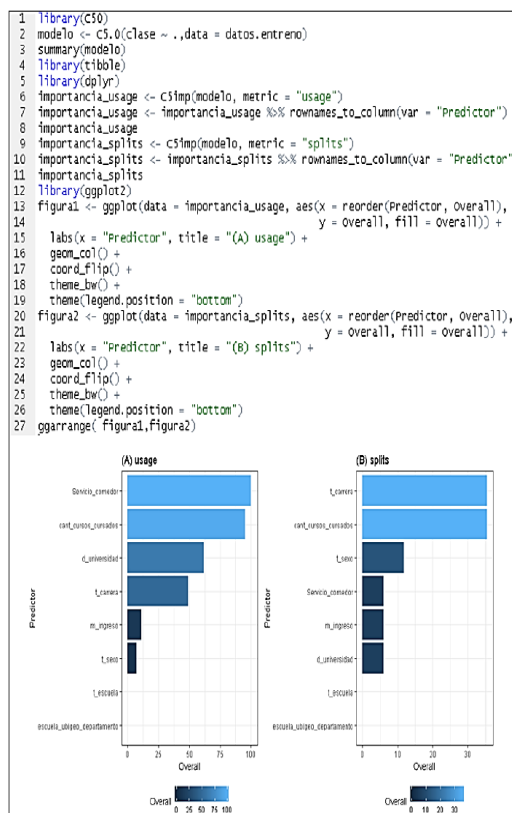 1 library(C50)
2 modelo <- C5.0(clase ~ .,data = datos.entreno)
3 summary(modelo)
4 library(tibble)
5 library(dplyr)
6 importancia_usage <- C5imp(modelo, metric = "usage")
7 importancia_usage <- importancia_usage %>% rownames_to_column(var = "Predictor")
8 importancia_usage
9 importancia_splits <- C5imp(modelo, metric = "splits")
10 importancia_splits <- importancia_splits %>% rownames_to_column(var = "Predictor"
11 importancia_splits
12 library(ggplot2)
13 figura1 <- ggplot(data = importancia_usage, aes(x = reorder(Predictor, Overall),
14 y = Overall, fill = Overall)) +
15 labs(x = "Predictor", title = "(A) usage") +
16 geom_col() +
17 coord_flip() +
18 theme_bw() +
19 theme(legend.position = "bottom")
20 figura2 <- ggplot(data = importancia_splits, aes(x = reorder(Predictor, Overall),
21 y = Overall, fill = Overall)) +
22 labs(x = "Predictor", title = "(B) splits") +
23 geom_col() +
24 coord_flip() +
25 theme_bw() +
26 theme(legend.position = "bottom")
27 ggarrange( figura1,figura2)
(A) usage
Predictor
Servicio_comedor
cant_cursos_cursados
d_universidad
t_carrera
m_ingreso
t_sexo
t_escuela
escuela_ubigeo_departamento
0 25 50 75 100
Overall
Overall 0 25 50 75 100
(B) splits
Predictor
t_carrera
cant_cursos_cursados
t_sexo
Servicio_comedor
m_ingreso
d_universidad
t_escuela
escuela_ubigeo_departamento
0 10 20 30
Overall
Overall 0 10 20 30